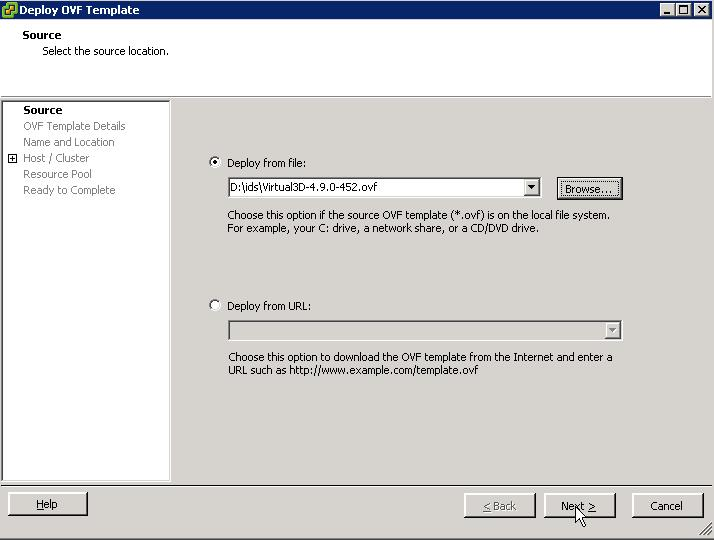 Deploy OVF Template
Source
Select the source location.
Source
OVF Template Details
Name and Location
Host / Cluster
Resource Pool
Ready to Complete
Deploy from file:
D:\ids\Virtual3D-4.9.0-452.ovf
Browse...
Choose this option if the source OVF template (*.ovf) is on the local file system.
For example, your C: drive, a network share, or a CD/DVD drive.
Deploy from URL:
Choose this option to download the OVF template from the Internet and enter a
URL such as http://www.example.com/template.ovf
Help
< Back
Next >
Cancel